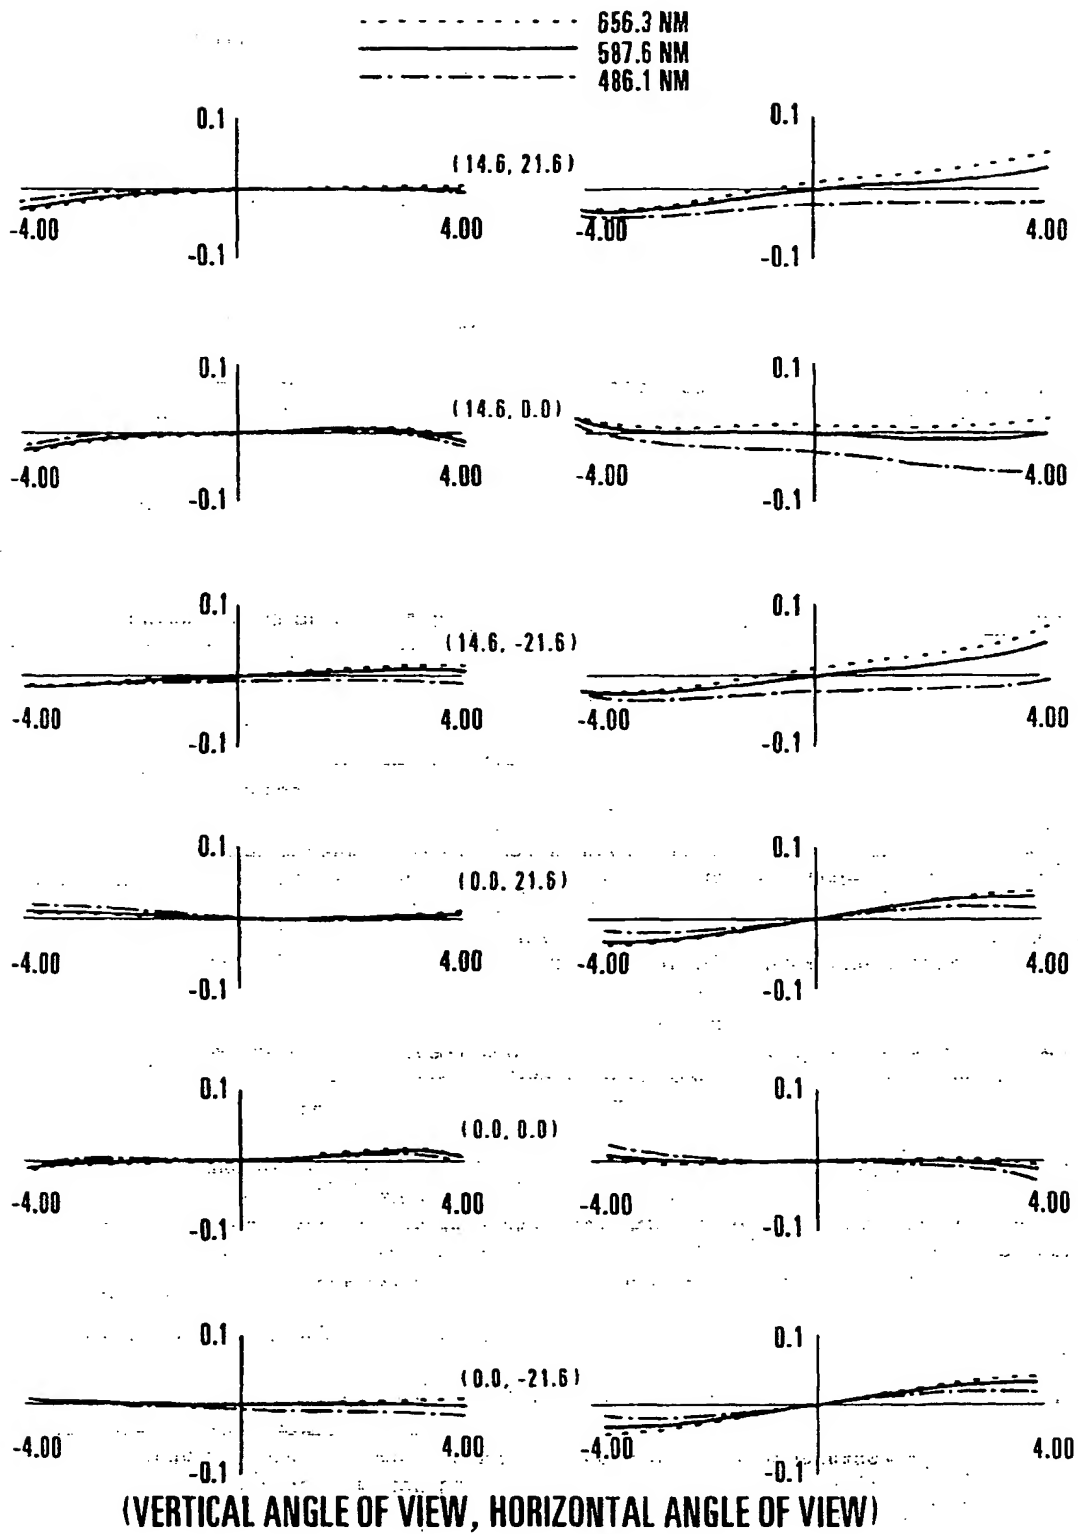 656.3 NM
587.6 NM
486.1 NM
0.1 0.1
(14.6, 21.6)
-4.00 4.00 -4.00 4.00
-0.1 -0.1
0.1 0.1
(14.6, 0.0)
-4.00 4.00 -4.00 4.00
-0.1 -0.1
0.1 0.1
(14.6, -21.6)
-4.00 4.00 -4.00 4.00
-0.1 -0.1
0.1 0.1
(0.0, 21.6)
-4.00 4.00 -4.00 4.00
-0.1 -0.1
0.1 0.1
(0.0, 0.0)
-4.00 4.00 -4.00 4.00
-0.1 -0.1
0.1 0.1
(0.0, -21.6)
-4.00 4.00 -4.00 4.00
-0.1 -0.1
(VERTICAL ANGLE OF VIEW, HORIZONTAL ANGLE OF VIEW)